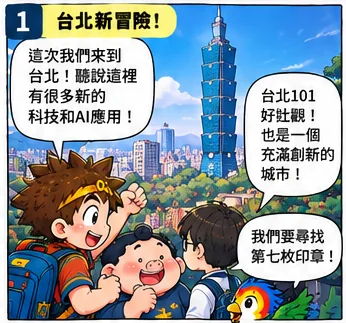 1 台北新冒險！
這次我們來到
台北！聽說這裡
有很多新的
科技和AI應用！
台北101
好壯觀！
也是一個
充滿創新的
城市！
我們要尋找
第七枚印章！